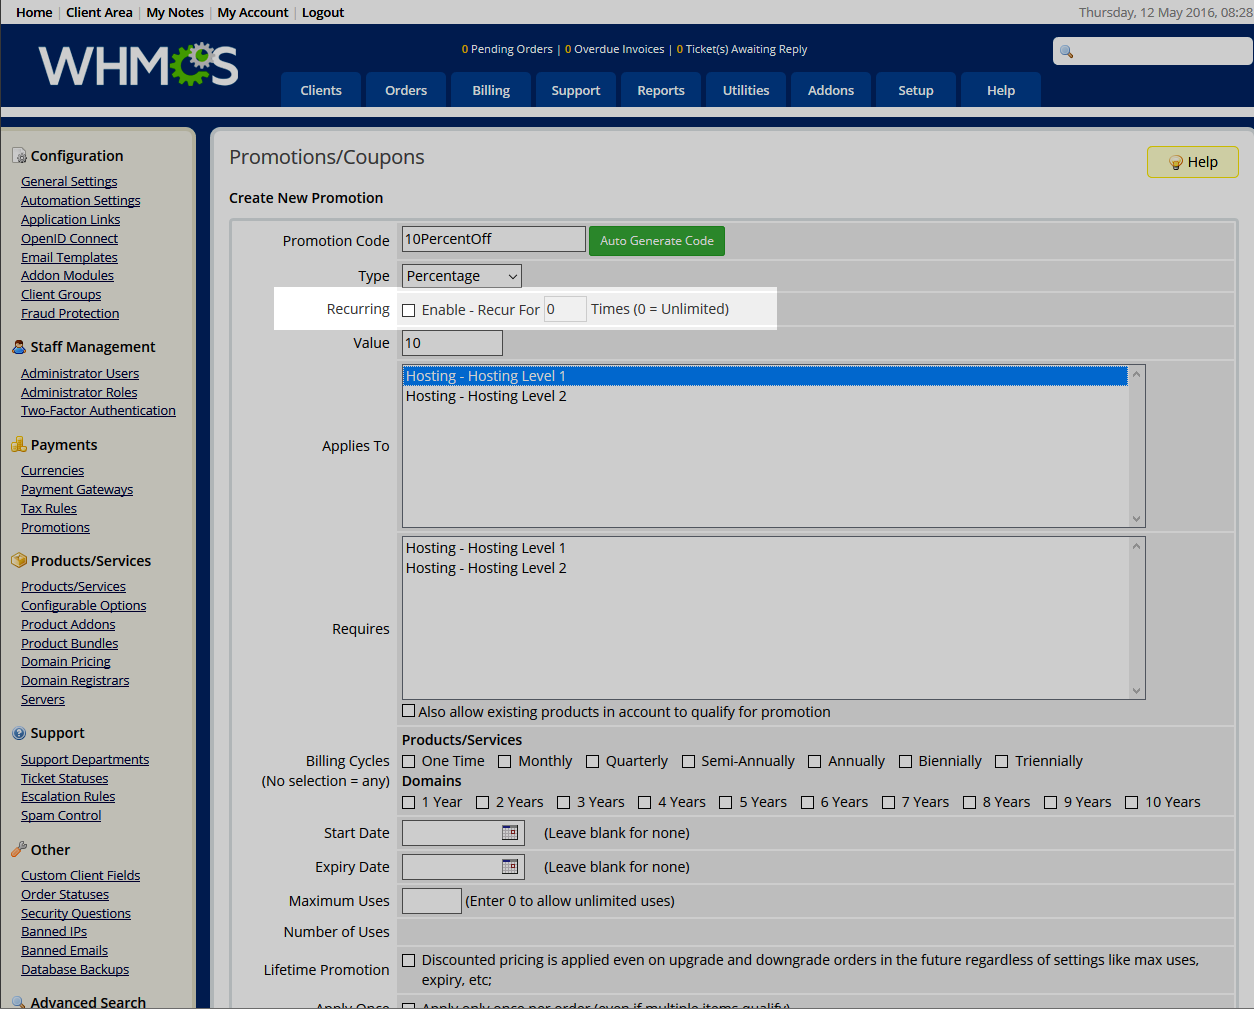 Home | Client Area | My Notes | My Account | Logout
Thursday, 12 May 2016, 08:28
WHMCS
0 Pending Orders | 0 Overdue Invoices | 0 Ticket(s) Awaiting Reply
Clients Orders Billing Support Reports Utilities Addons Setup Help
Configuration
General Settings
Automation Settings
Application Links
OpenID Connect
Email Templates
Addon Modules
Client Groups
Fraud Protection
Staff Management
Administrator Users
Administrator Roles
Two-Factor Authentication
Payments
Currencies
Payment Gateways
Tax Rules
Promotions
Products/Services
Products/Services
Configurable Options
Product Addons
Product Bundles
Domain Pricing
Domain Registrars
Servers
Support
Support Departments
Ticket Statuses
Escalation Rules
Spam Control
Other
Custom Client Fields
Order Statuses
Security Questions
Banned IPs
Banned Emails
Database Backups
Advanced Search
Promotions/Coupons
Help
Create New Promotion
Promotion Code 10PercentOff Auto Generate Code
Type Percentage
Recurring Enable - Recur For 0 Times (0 = Unlimited)
Value 10
Applies To
Hosting - Hosting Level 1
Hosting - Hosting Level 2
Requires
Hosting - Hosting Level 1
Hosting - Hosting Level 2
Also allow existing products in account to qualify for promotion
Billing Cycles
(No selection = any)
Products/Services
One Time Monthly Quarterly Semi-Annually Annually Biennially Triennially
Domains
1 Year 2 Years 3 Years 4 Years 5 Years 6 Years 7 Years 8 Years 9 Years 10 Years
Start Date (Leave blank for none)
Expiry Date (Leave blank for none)
Maximum Uses (Enter 0 to allow unlimited uses)
Number of Uses
Lifetime Promotion Discounted pricing is applied even on upgrade and downgrade orders in the future regardless of settings like max uses,
expiry, etc;
Apply Once Apply only once per order (even if multiple items qualify)